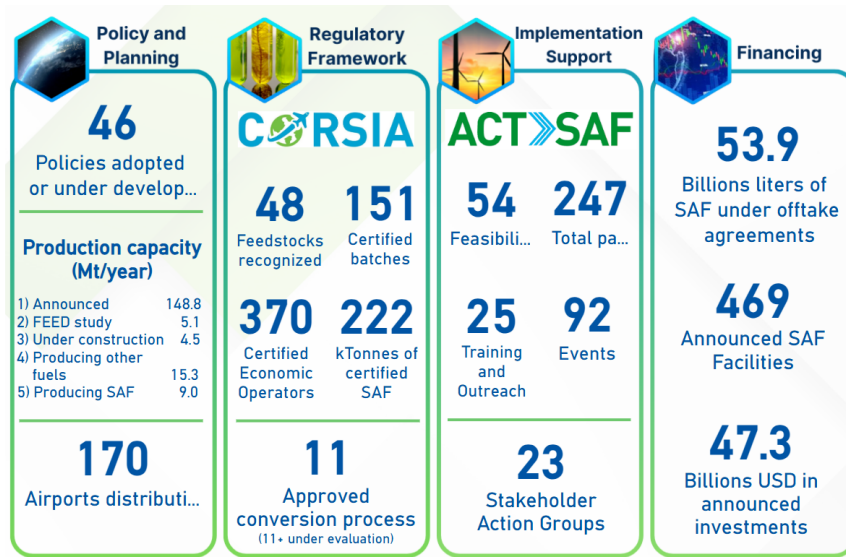 Policy and
Planning
46
Policies adopted
or under develop...
Production capacity
(Mt/year)
1) Announced 148.8
2) FEED study 5.1
3) Under construction 4.5
4) Producing other
fuels 15.3
5) Producing SAF 9.0
170
Airports distributi...
Regulatory
Framework
CORSIA
48
Feedstocks
recognized
151
Certified
batches
370
Certified
Economic
Operators
222
kTonnes of
certified
SAF
11
Approved
conversion process
(11+ under evaluation)
Implementation
Support
ACT SAF
54
Feasibili...
247
Total pa...
25
Training
and
Outreach
92
Events
23
Stakeholder
Action Groups
Financing
53.9
Billions liters of
SAF under offtake
agreements
469
Announced SAF
Facilities
47.3
Billions USD in
announced
investments